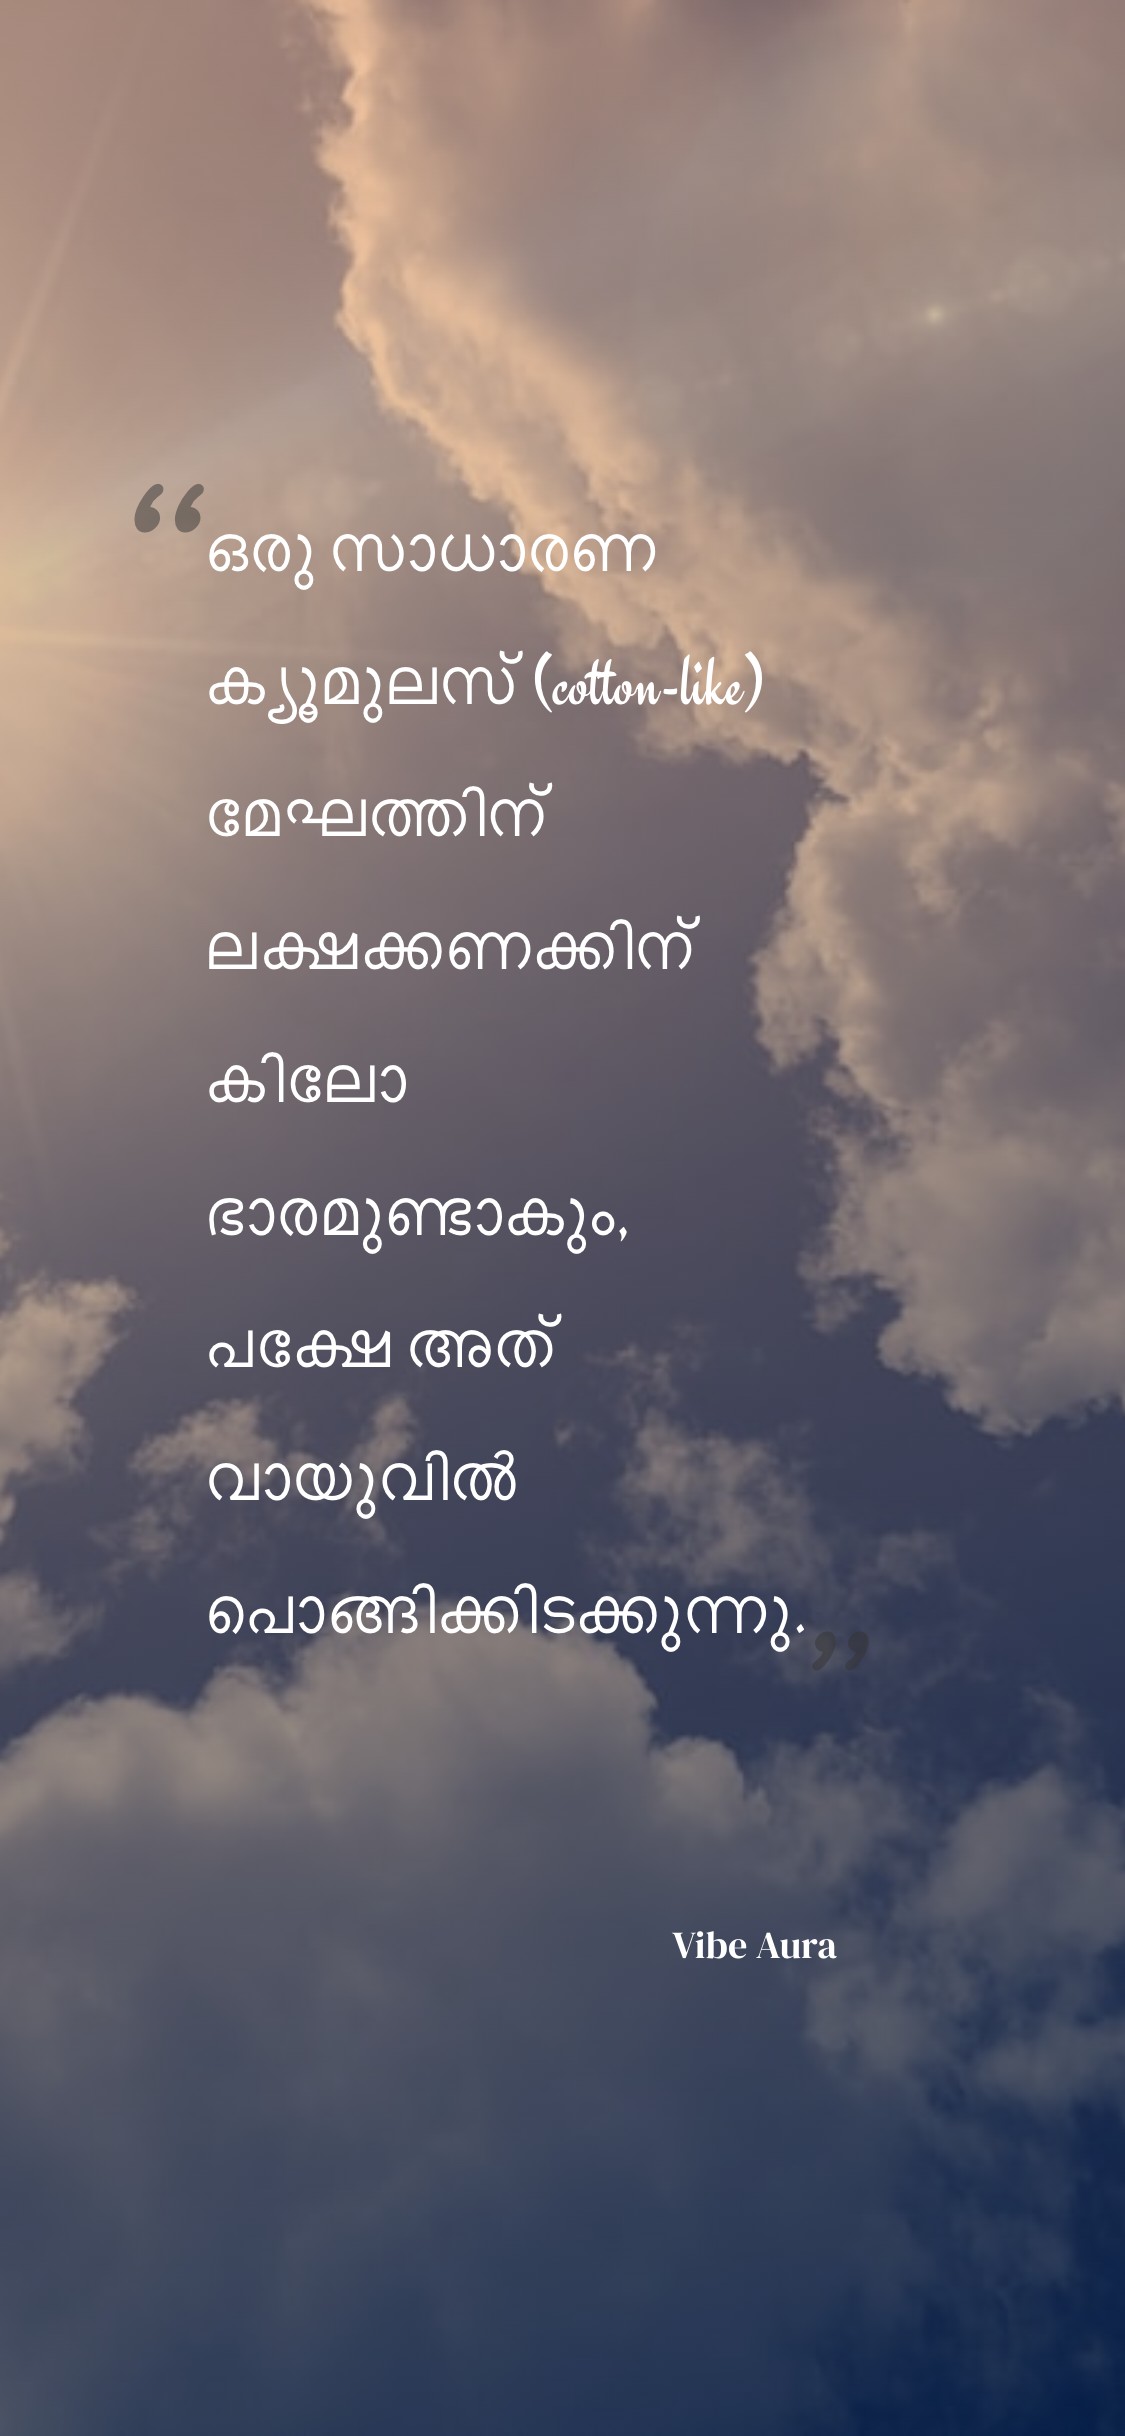 “ഒരു സാധാരണ
ക്യൂമുലസ് (cotton-like)
മേഘത്തിന്
ലക്ഷക്കണക്കിന്
കിലോ
ഭാരമുണ്ടാകും,
പക്ഷേ അത്
വായുവിൽ
പൊങ്ങിക്കിടക്കുന്നു.”
Vibe Aura